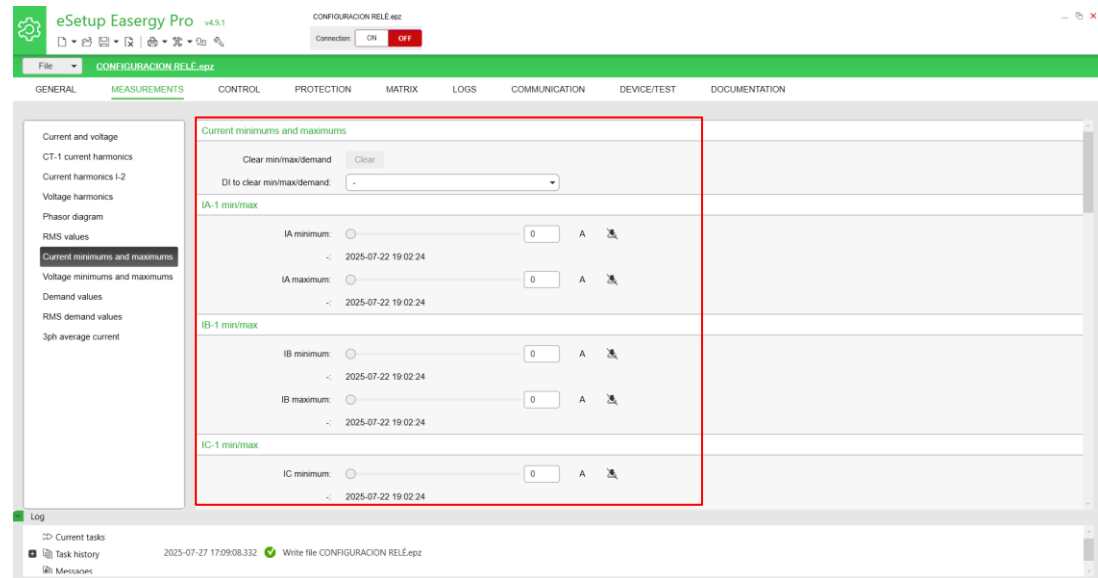 eSetup Easergy Pro v4.9.1
CONFIGURACION RELÉ.epz
Connection: ON OFF
File CONFIGURACION RELÉ.epz
GENERAL MEASUREMENTS CONTROL PROTECTION MATRIX LOGS COMMUNICATION DEVICE/TEST DOCUMENTATION
Current and voltage
CT-1 current harmonics
Current harmonics I-2
Voltage harmonics
Phasor diagram
RMS values
Current minimums and maximums
Voltage minimums and maximums
Demand values
RMS demand values
3ph average current
Current minimums and maximums
Clear min/max/demand Clear
DI to clear min/max/demand: -
IA-1 min/max
IA minimum: 0 A
-: 2025-07-22 19:02:24
IA maximum: 0 A
-: 2025-07-22 19:02:24
IB-1 min/max
IB minimum: 0 A
-: 2025-07-22 19:02:24
IB maximum: 0 A
-: 2025-07-22 19:02:24
IC-1 min/max
IC minimum: 0 A
-: 2025-07-22 19:02:24
Log
Current tasks
Task history
Messages
2025-07-27 17:09:08.332 Write file CONFIGURACION RELÉ.epz